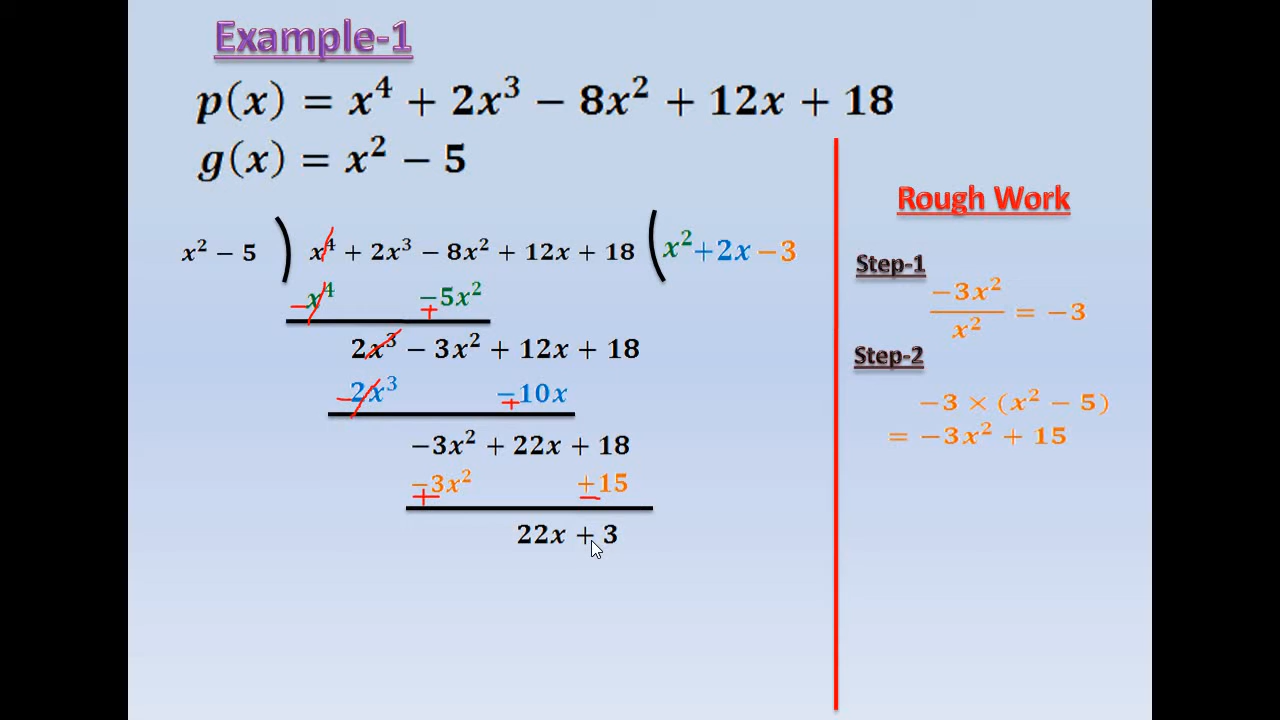 Example-1
p(x) = x⁴ + 2x³ − 8x² + 12x + 18
g(x) = x² − 5
x² − 5 ) x⁴ + 2x³ − 8x² + 12x + 18 ( x² +2x −3
− x⁴ −5x²
+
2x³ − 3x² + 12x + 18
− 2x³ −10x
+
−3x² + 22x + 18
−3x² +15
+ −
22x + 3
Rough Work
Step-1
−3x²
x² = −3
Step-2
−3 × (x² − 5)
= −3x² + 15